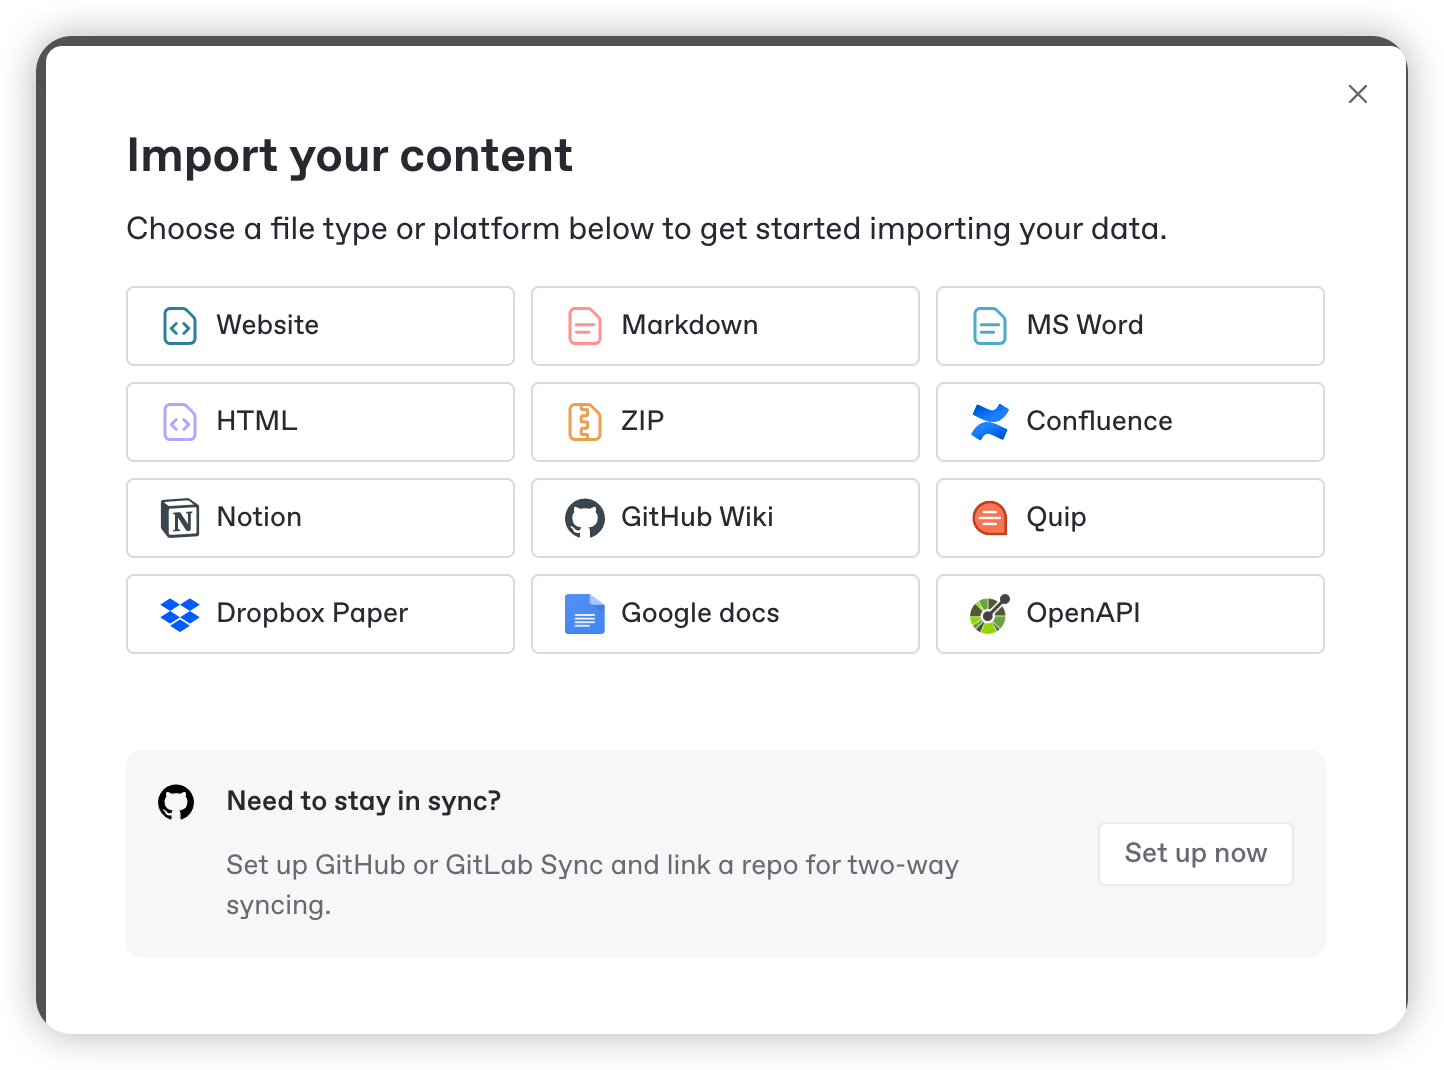 Import your content
Choose a file type or platform below to get started importing your data.
Website
Markdown
MS Word
HTML
ZIP
Confluence
Notion
GitHub Wiki
Quip
Dropbox Paper
Google docs
OpenAPI
Need to stay in sync?
Set up GitHub or GitLab Sync and link a repo for two-way
syncing.
Set up now